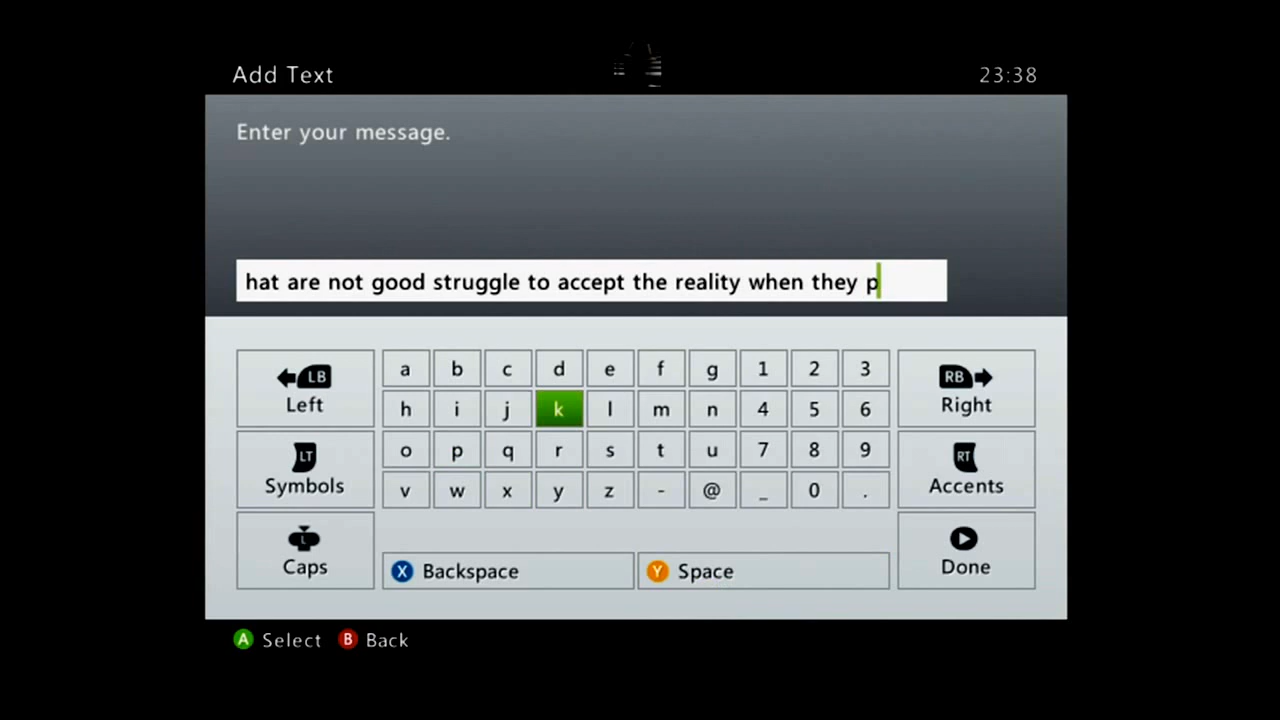 Add Text
23:38
Enter your message.
hat are not good struggle to accept the reality when they p
LB
Left
a b c d e f g 1 2 3
RB
Right
h i j k l m n 4 5 6
LT
Symbols
o p q r s t u 7 8 9
RT
Accents
v w x y z - @ _ 0 .
L
Caps
X Backspace
Y Space
Done
A Select B Back